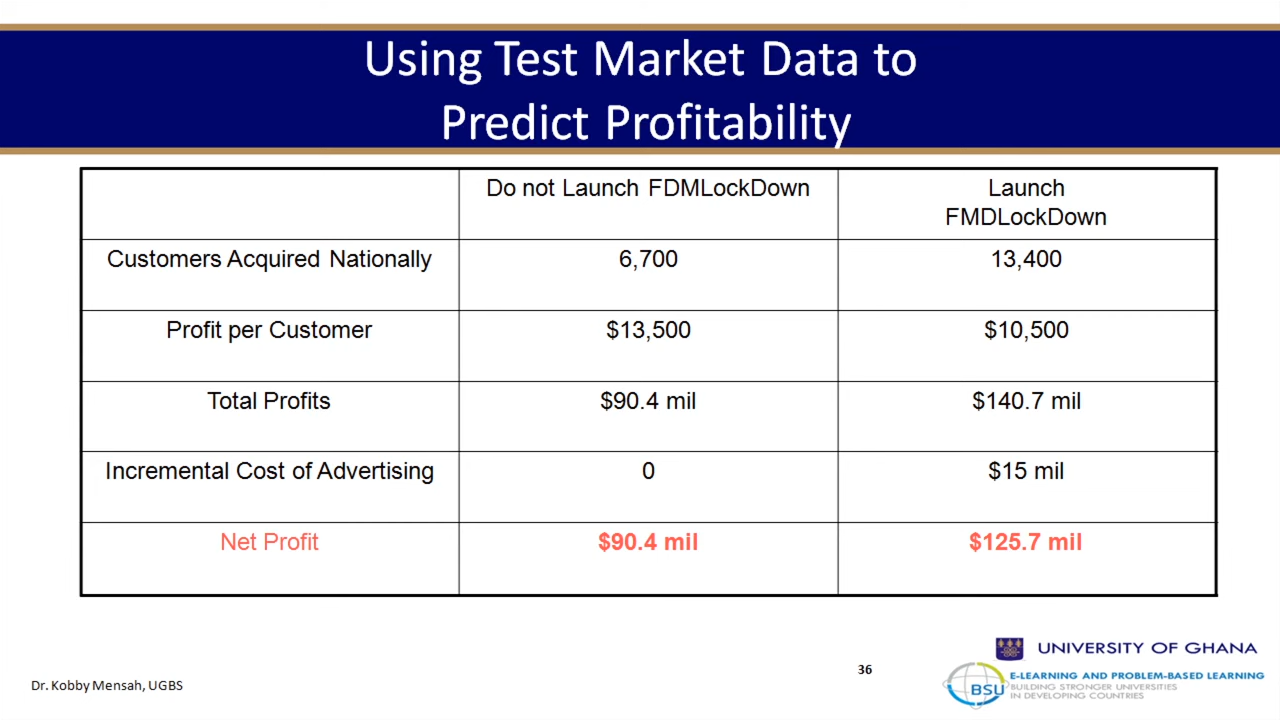 Using Test Market Data to
Predict Profitability
Do not Launch FDMLockDown
Launch
FMDLockDown
Customers Acquired Nationally
6,700
13,400
Profit per Customer
$13,500
$10,500
Total Profits
$90.4 mil
$140.7 mil
Incremental Cost of Advertising
0
$15 mil
Net Profit
$90.4 mil
$125.7 mil
Dr. Kobby Mensah, UGBS
36
UNIVERSITY OF GHANA
BSU
E-LEARNING AND PROBLEM-BASED LEARNING
BUILDING STRONGER UNIVERSITIES
IN DEVELOPING COUNTRIES